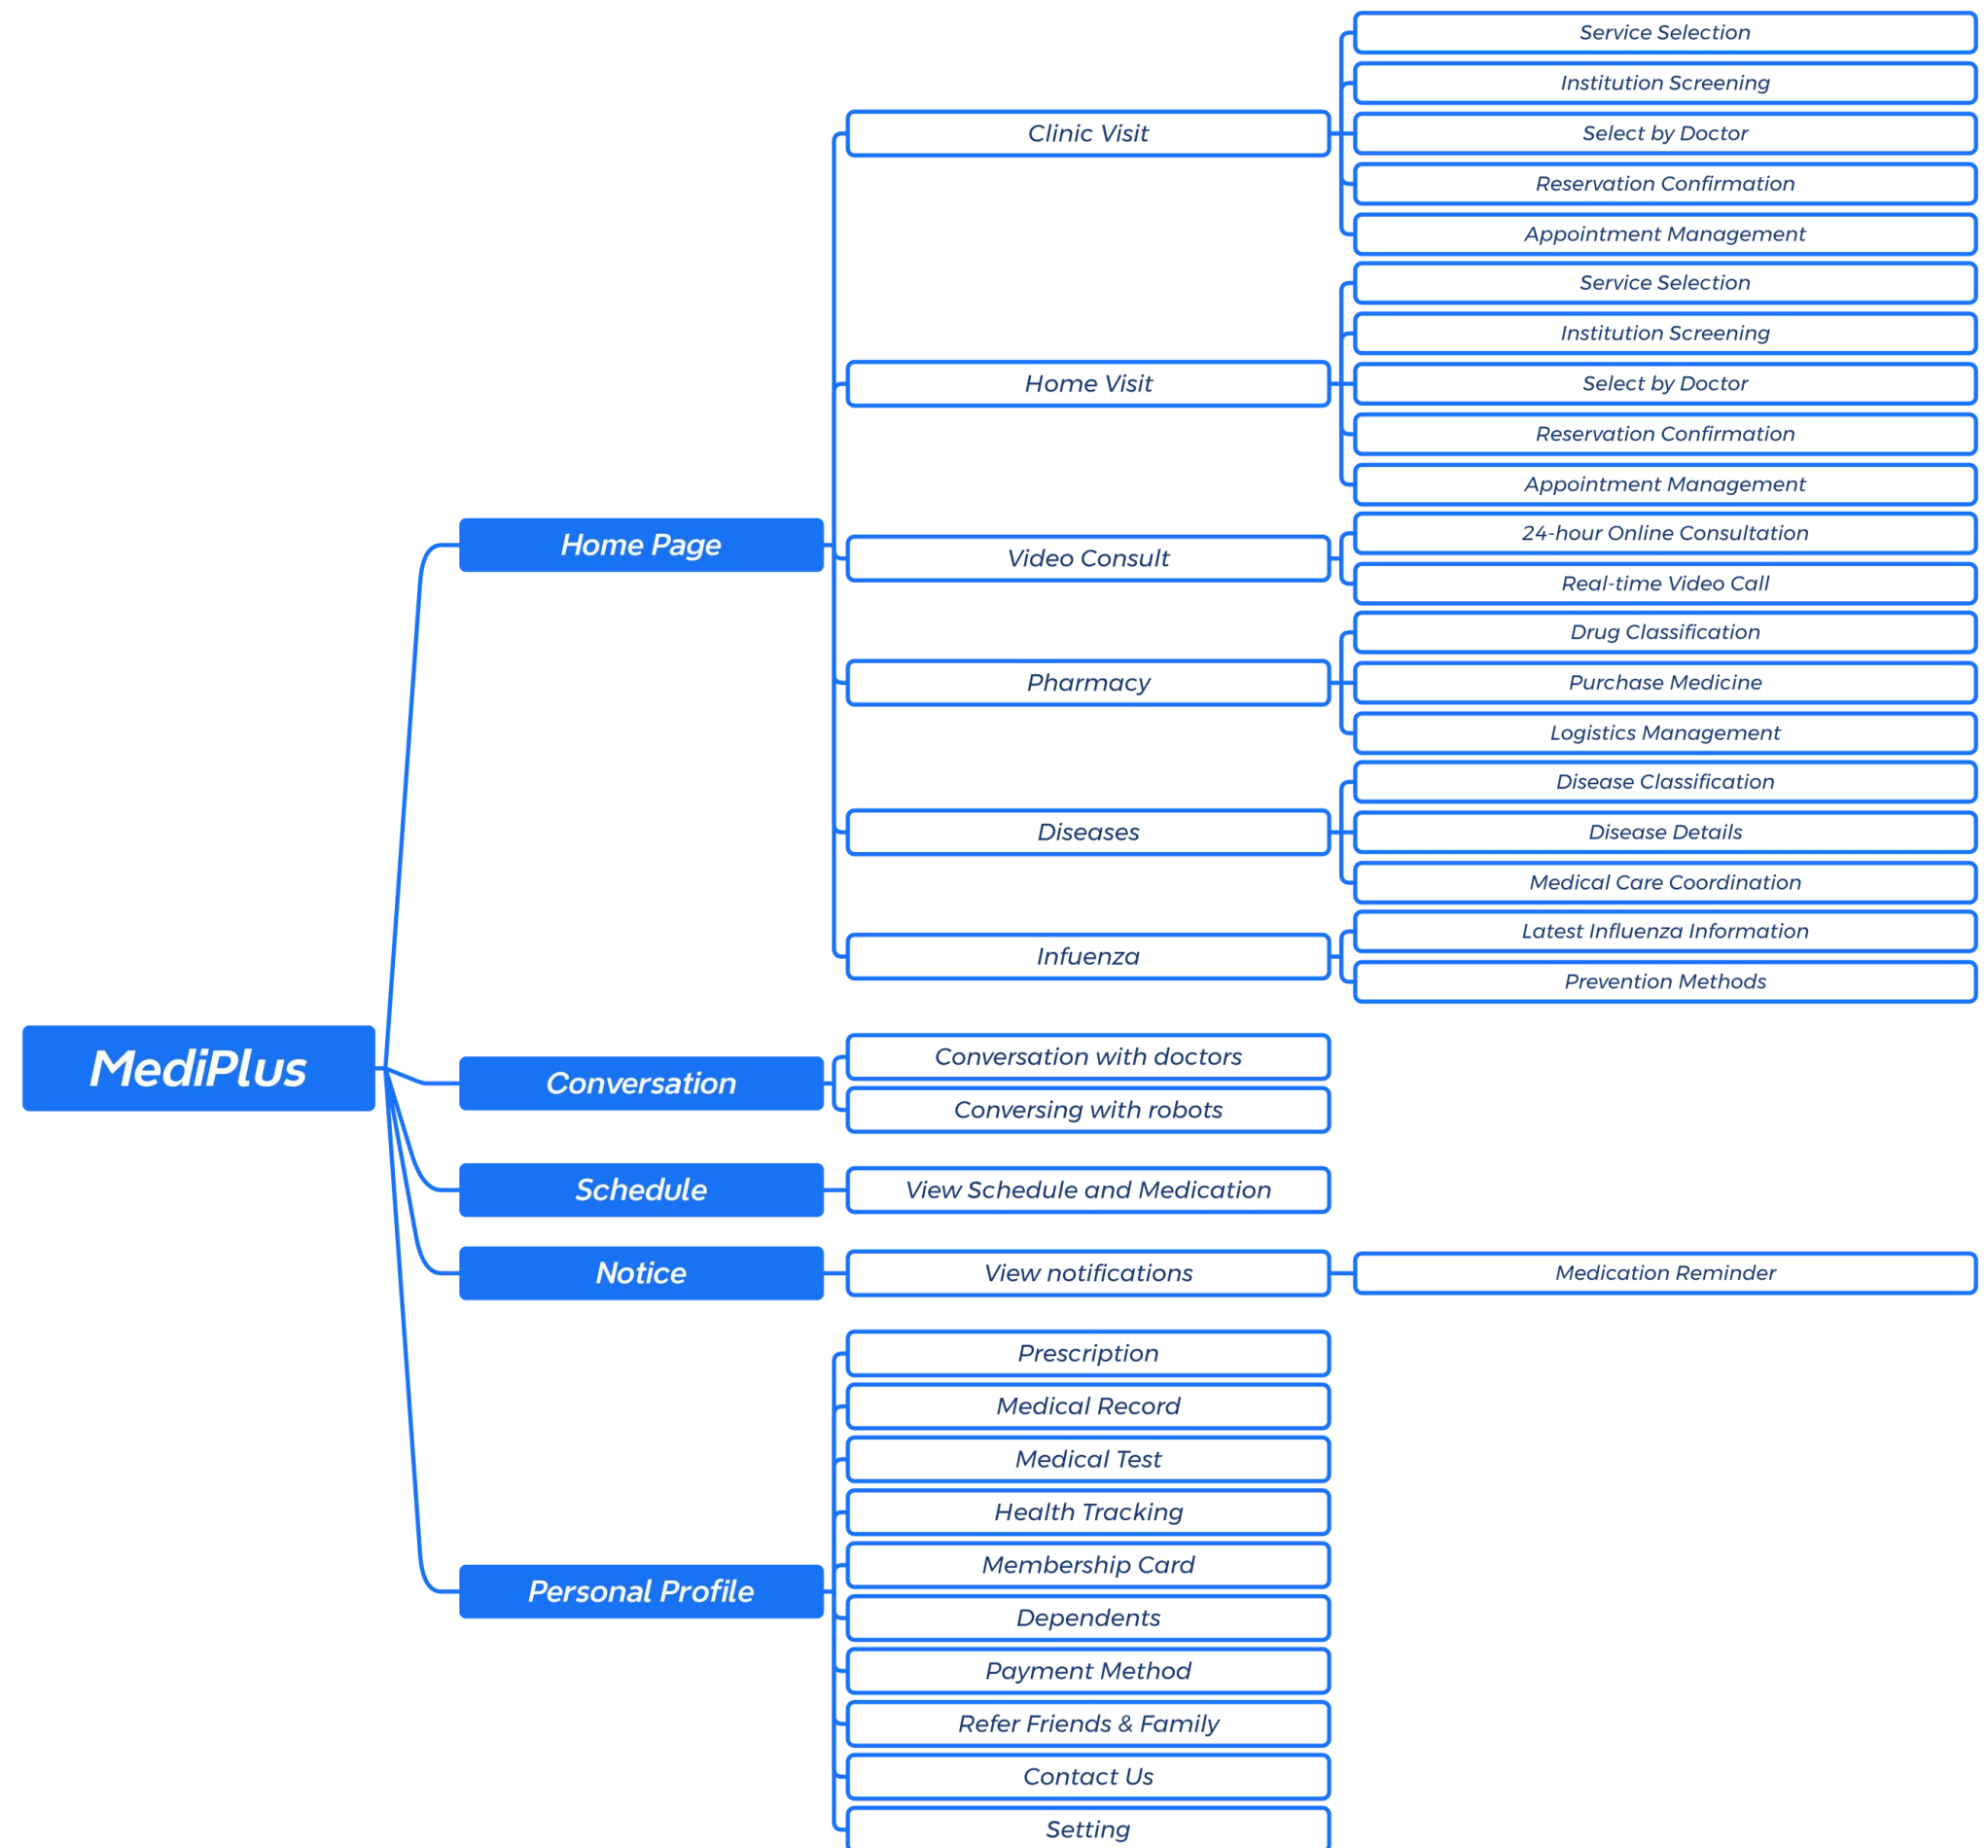 MediPlus
Home Page
Clinic Visit
Service Selection
Institution Screening
Select by Doctor
Reservation Confirmation
Appointment Management
Home Visit
Service Selection
Institution Screening
Select by Doctor
Reservation Confirmation
Appointment Management
Video Consult
24-hour Online Consultation
Real-time Video Call
Pharmacy
Drug Classification
Purchase Medicine
Logistics Management
Diseases
Disease Classification
Disease Details
Medical Care Coordination
Infuenza
Latest Influenza Information
Prevention Methods
Conversation
Conversation with doctors
Conversing with robots
Schedule
View Schedule and Medication
Notice
View notifications
Medication Reminder
Personal Profile
Prescription
Medical Record
Medical Test
Health Tracking
Membership Card
Dependents
Payment Method
Refer Friends & Family
Contact Us
Setting